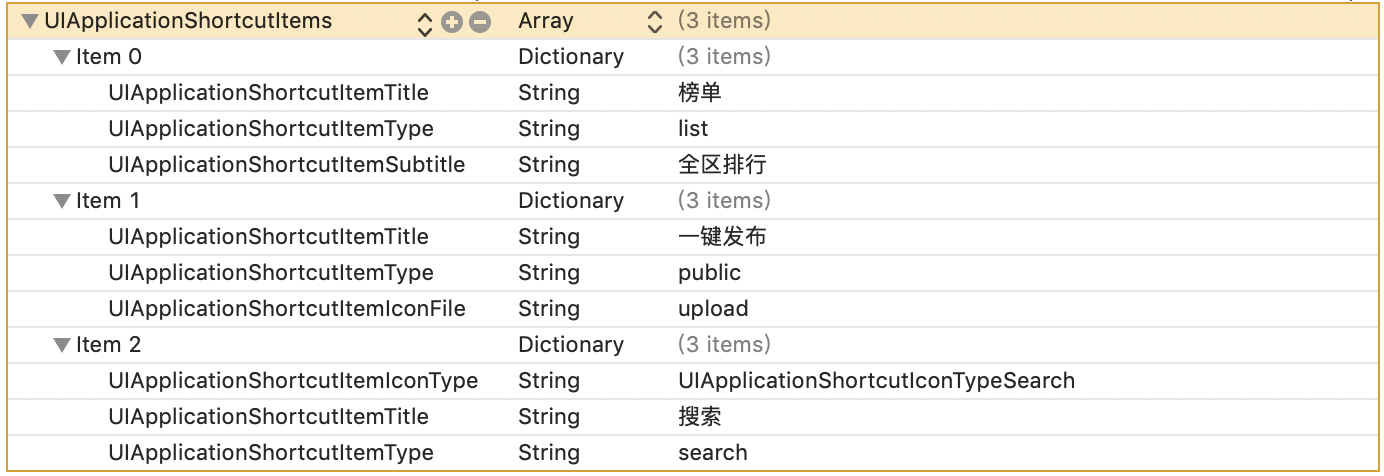 UIApplicationShortcutItems Array (3 items)
Item 0 Dictionary (3 items)
UIApplicationShortcutItemTitle String 榜单
UIApplicationShortcutItemType String list
UIApplicationShortcutItemSubtitle String 全区排行
Item 1 Dictionary (3 items)
UIApplicationShortcutItemTitle String 一键发布
UIApplicationShortcutItemType String public
UIApplicationShortcutItemIconFile String upload
Item 2 Dictionary (3 items)
UIApplicationShortcutItemIconType String UIApplicationShortcutIconTypeSearch
UIApplicationShortcutItemTitle String 搜索
UIApplicationShortcutItemType String search